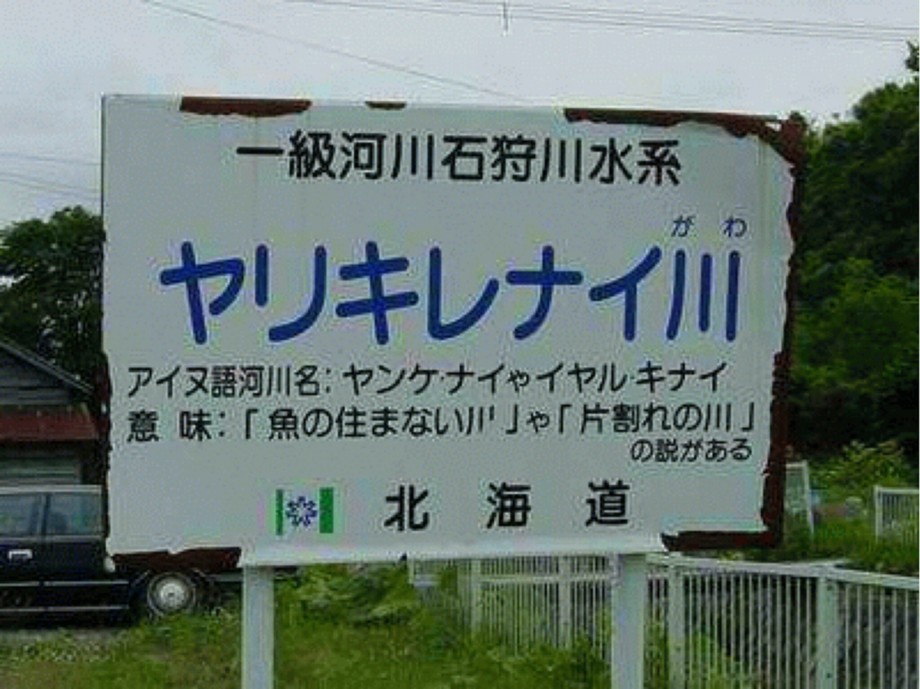 一級河川石狩川水系
がわ
ヤリキレナイ川
アイヌ語河川名：ヤンケ・ナイやイヤル・キナイ
意味：「魚の住まない川」や「片割れの川」
の説がある
北海道